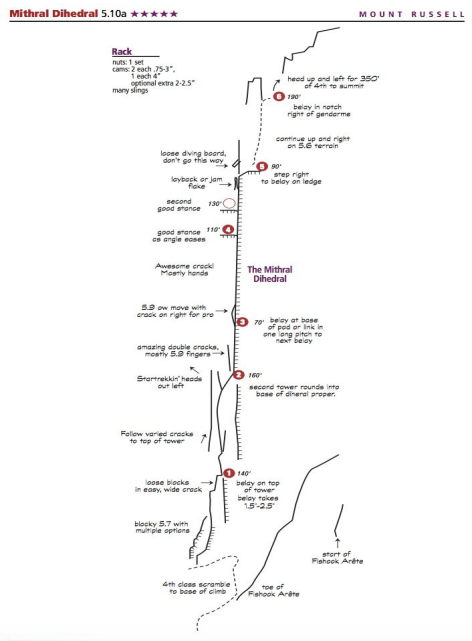 Mithral Dihedral 5.10a ★★★★★
MOUNT RUSSELL
Rack
nuts: 1 set
cams: 2 each .75-3",
1 each 4"
optional extra 2-2.5"
many slings
head up and left for 350'
of 4th to summit
6 190'
belay in notch
right of gendarme
continue up and right
on 5.6 terrain
loose diving board,
don't go this way
5 90'
step right
to belay on ledge
layback or jam
flake
second
good stance
130'
good stance
as angle eases
110' 4
Awesome crack!
Mostly hands
The Mithral
Dihedral
5.9 ow move with
crack on right for pro
3 70' belay at base
of pod or link in
one long pitch to
next belay
amazing double cracks,
mostly 5.9 fingers
Startrekkin' heads
out left
2 160'
second tower rounds into
base of diheral proper.
Follow varied cracks
to top of tower
1 140'
belay on top
of tower
belay takes
1.5"-2.5"
loose blocks
in easy, wide crack
blocky 5.7 with
multiple options
start of
Fishook Arête
4th class scramble
to base of climb
toe of
Fishook Arête